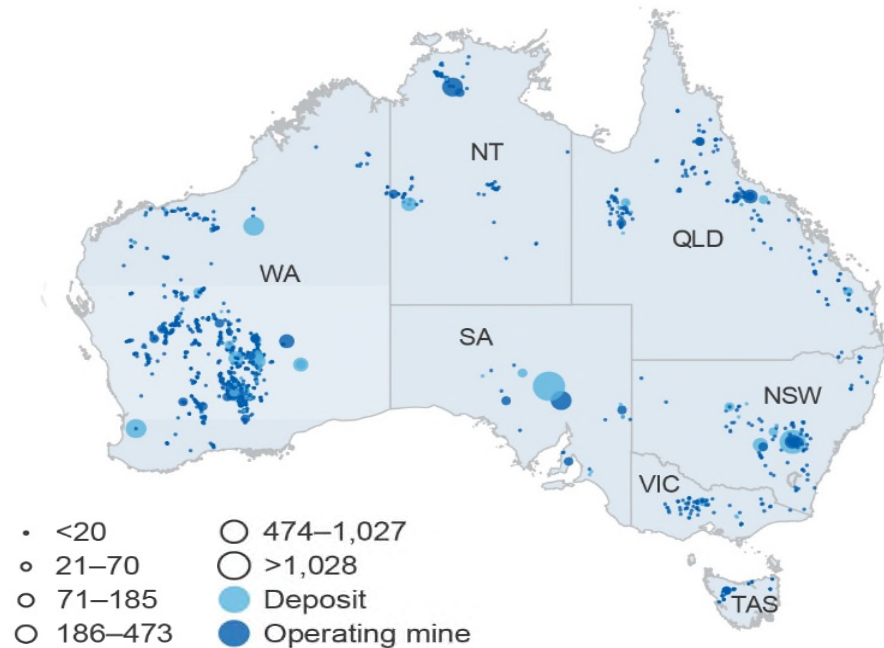 NT
QLD
WA
SA
NSW
VIC
TAS
<20
21–70
71–185
186–473
474–1,027
>1,028
Deposit
Operating mine